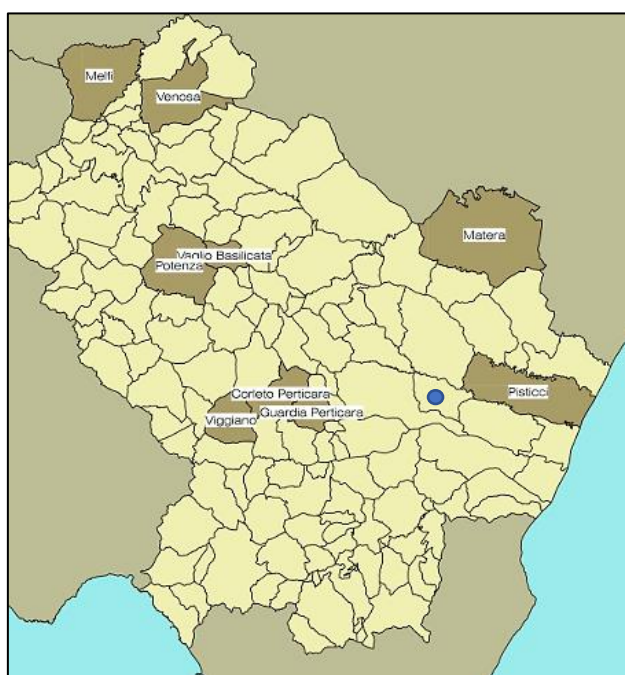 Melfi
Venosa
Matera
Vaglio Basilicata
Potenza
Corleto Perticara
Pisticci
Guardia Perticara
Viggiano